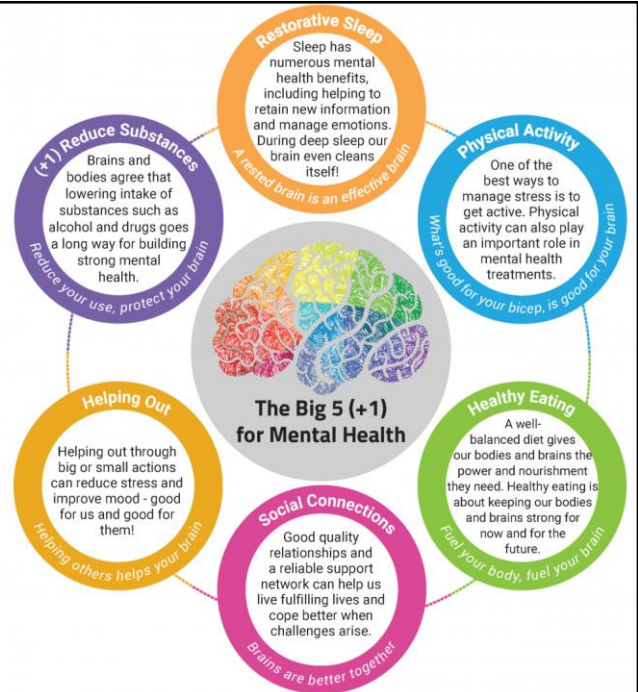 Restorative Sleep
Sleep has
numerous mental
health benefits,
including helping to
retain new information
and manage emotions.
During deep sleep our
brain even cleans
itself!
A rested brain is an effective brain
Physical Activity
One of the
best ways to
manage stress is to
get active. Physical
activity can also play
an important role in
mental health
treatments.
What's good for your bicep, is good for your brain
Healthy Eating
A well-
balanced diet gives
our bodies and brains the
power and nourishment
they need. Healthy eating is
about keeping our bodies
and brains strong for
now and for the
future.
Fuel your body, fuel your brain
Social Connections
Good quality
relationships and
a reliable support
network can help us
live fulfilling lives and
cope better when
challenges arise.
Brains are better together
Helping Out
Helping out through
big or small actions
can reduce stress and
improve mood - good
for us and good for
them!
Helping others helps your brain
(+1) Reduce Substances
Brains and
bodies agree that
lowering intake of
substances such as
alcohol and drugs goes
a long way for building
strong mental
health.
Reduce your use, protect your brain
The Big 5 (+1)
for Mental Health